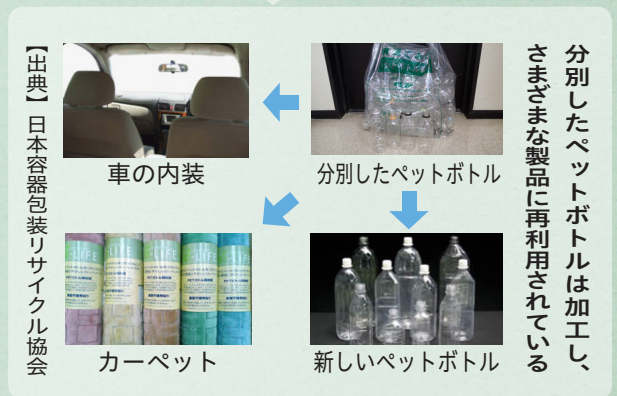 分別したペットボトルは加工し、
さまざまな製品に再利用されている
分別したペットボトル
車の内装
カーペット
新しいペットボトル
【出典】日本容器包装リサイクル協会
LIFE